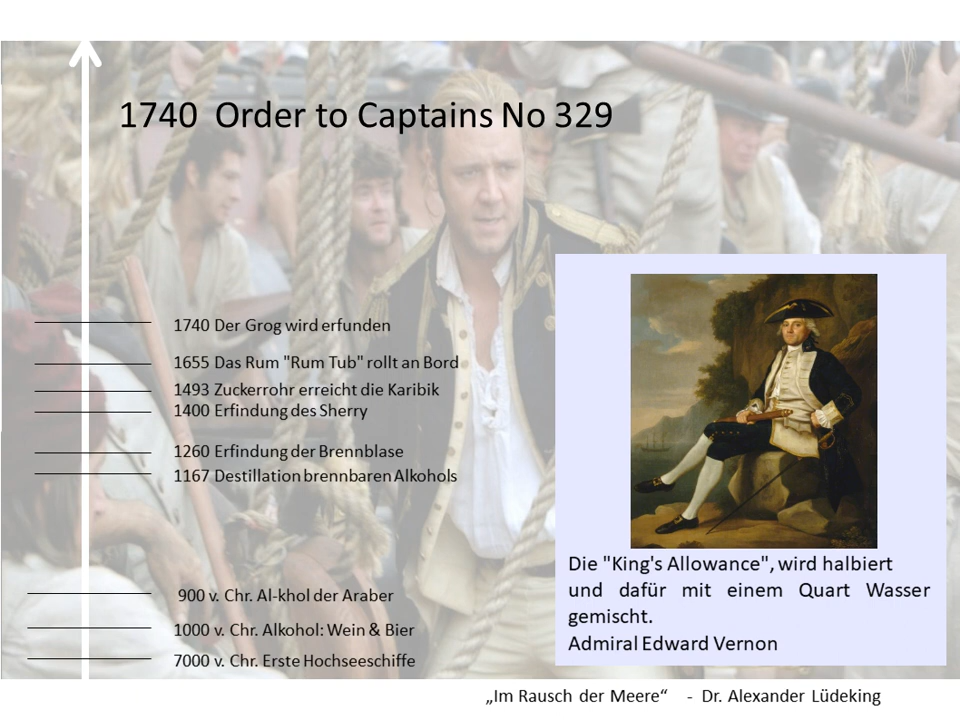 1740 Order to Captains No 329
1740 Der Grog wird erfunden
1655 Das Rum "Rum Tub" rollt an Bord
1493 Zuckerrohr erreicht die Karibik
1400 Erfindung des Sherry
1260 Erfindung der Brennblase
1167 Destillation brennbaren Alkohols
900 v. Chr. Al-khol der Araber
1000 v. Chr. Alkohol: Wein & Bier
7000 v. Chr. Erste Hochseeschiffe
Die "King's Allowance", wird halbiert
und dafür mit einem Quart Wasser
gemischt.
Admiral Edward Vernon
„Im Rausch der Meere“ - Dr. Alexander Lüdeking